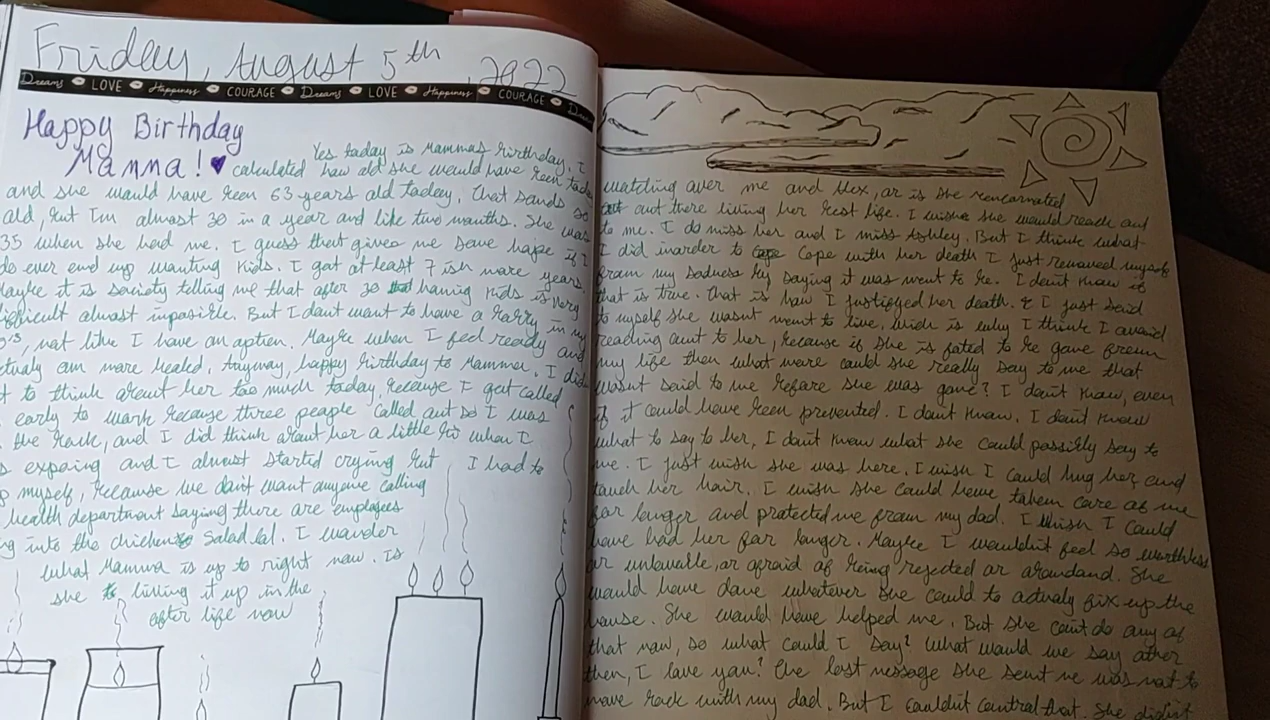 Friday, August 5th, 2022
Dreams LOVE Happiness COURAGE Dreams LOVE Happiness COURAGE
Happy Birthday
Mamma!
Yes today is Mammas birthday. I
calculated how old she would have been
and she would have been 63 years old today, that sands so
old, but I'm almost 30 in a year and like two months. She was
35 when she had me. I guess that gives me some hope if I
do ever end up wanting kids. I got at least 7 ish more years
Maybe it is society telling me that after 30 having kids is very
difficult almost inpossible. But I don't want to have a baby in my
not like I have an option. Maybe when I feel ready and
actualy am more healed. Anyway, happy birthday to Mamma. I
to think about her too much today, because I got called
early to work because three people called out so I was
the back, and I did think about her a little bit when I
expoing and I almost started crying but I had to
myself, because we don't want anyone calling
health department saying there are employees
into the chicken salad lol. I wonder
what Mamma is up to right now. Is
she living it up in the
after life now
watching over me and Alex, or is she reincarnated
out there living her best life. I wish she would reach out
to me. I do miss her and I miss Ashley. But I think what
I did inorder to cope with her death I just removed myself
from my sadness by saying it was ment to be. I don't know if
that is true. That is how I justified her death. I just said
to myself she wasnt ment to live, wich is why I think I avoid
reaching aunt to her, because if she is fated to be gone from
my life then what more could she really say to me that
wasnt said to me before she was gone? I don't know, even
if it could have been prevented. I don't know, I don't know
what to say to her, I don't know what she could possibly say to
me. I just wish she was here. I wish I could hug her and
touch her hair. I wish she could have taken care of me
for longer and protected me from my dad. I wish I could
have had her for longer. Maybe I wouldn't feel so worthless
or unlovable, or afraid of being rejected or abandand. She
would have done whatever she could to actualy fix up the
house. She would have helped me. But she can't do any of
that now, so what could I say? What would we say other
then, I love you? The last message she sent me was not to
move back with my dad. But I couldn't control that. She didn't